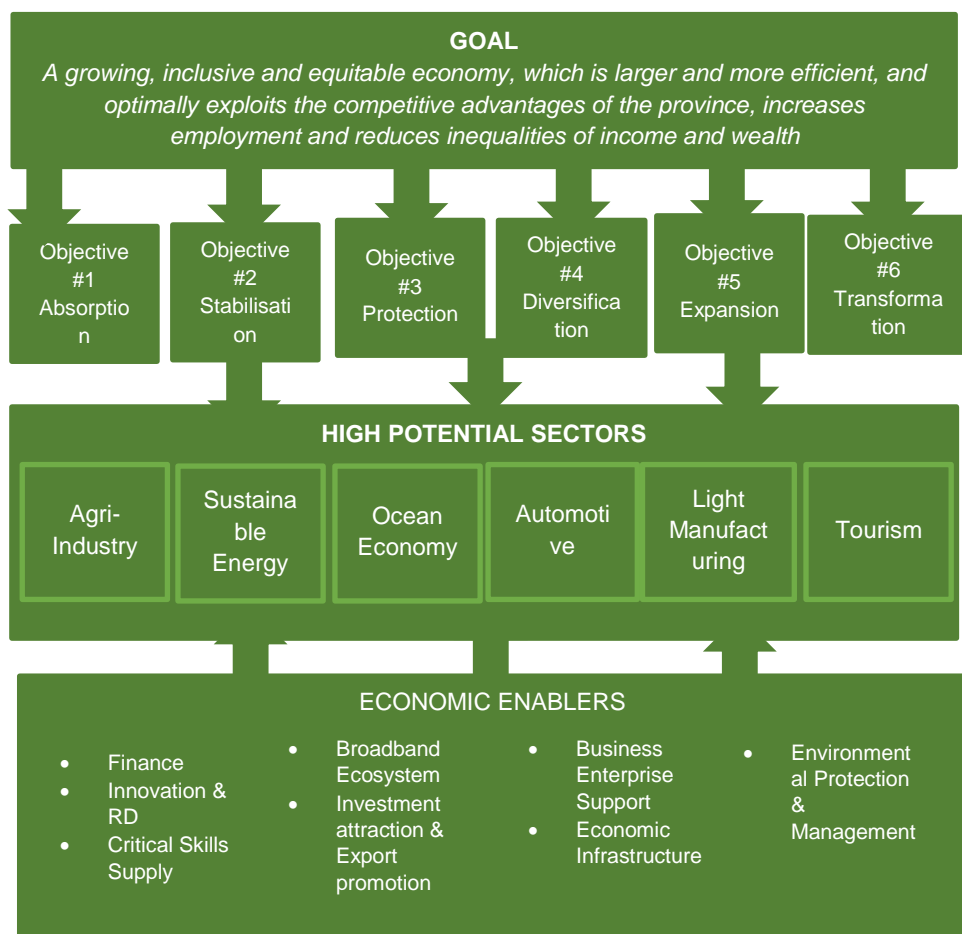 GOAL
A growing, inclusive and equitable economy, which is larger and more efficient, and
optimally exploits the competitive advantages of the province, increases
employment and reduces inequalities of income and wealth
Objective
#1
Absorptio
n
Objective
#2
Stabilisati
on
Objective
#3
Protection
Objective
#4
Diversifica
tion
Objective
#5
Expansion
Objective
#6
Transforma
tion
HIGH POTENTIAL SECTORS
Agri-
Industry
Sustaina
ble
Energy
Ocean
Economy
Automoti
ve
Light
Manufact
uring
Tourism
ECONOMIC ENABLERS
• Finance
• Innovation &
RD
• Critical Skills
Supply
• Broadband
Ecosystem
• Investment
attraction &
Export
promotion
• Business
Enterprise
Support
• Economic
Infrastructure
• Environment
al Protection
&
Management